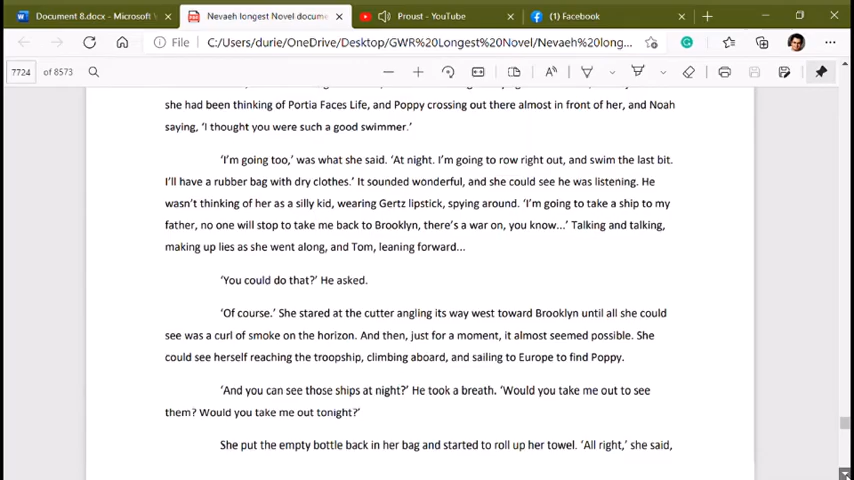 Document 8.docx - Microsoft W
Nevaeh longest Novel docume
Proust - YouTube
(1) Facebook
File
C:/Users/durie/OneDrive/Desktop/GWR%20Longest%20Novel/Nevaeh%20long...
7724 of 8573
she had been thinking of Portia Faces Life, and Poppy crossing out there almost in front of her, and Noah
saying, ‘I thought you were such a good swimmer.’
‘I’m going too,’ was what she said. ‘At night. I’m going to row right out, and swim the last bit.
I’ll have a rubber bag with dry clothes.’ It sounded wonderful, and she could see he was listening. He
wasn’t thinking of her as a silly kid, wearing Gertz lipstick, spying around. ‘I’m going to take a ship to my
father, no one will stop to take me back to Brooklyn, there’s a war on, you know...’ Talking and talking,
making up lies as she went along, and Tom, leaning forward...
‘You could do that?’ He asked.
‘Of course.’ She stared at the cutter angling its way west toward Brooklyn until all she could
see was a curl of smoke on the horizon. And then, just for a moment, it almost seemed possible. She
could see herself reaching the troopship, climbing aboard, and sailing to Europe to find Poppy.
‘And you can see those ships at night?’ He took a breath. ‘Would you take me out to see
them? Would you take me out tonight?’
She put the empty bottle back in her bag and started to roll up her towel. ‘All right,’ she said,